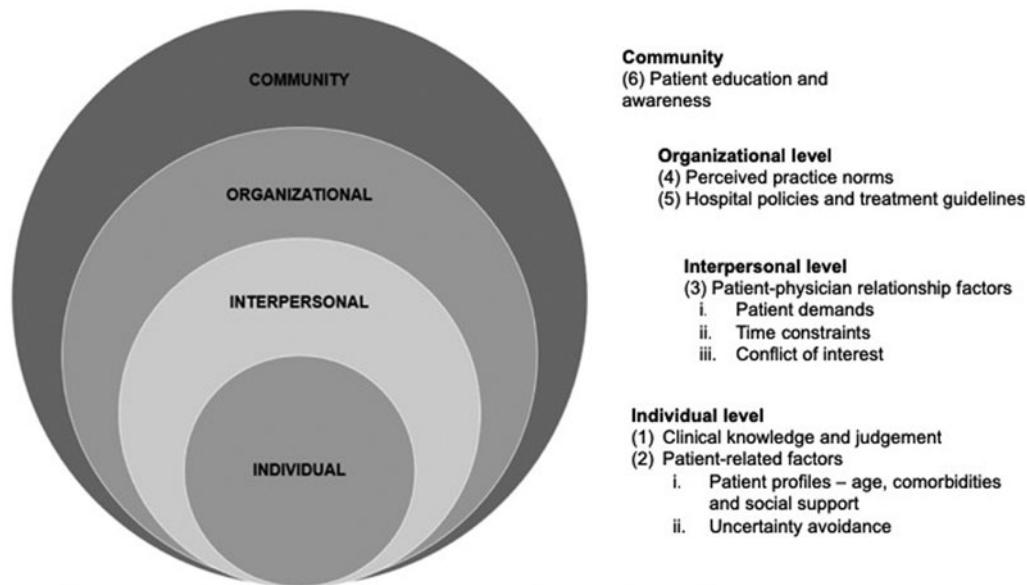 COMMUNITY
ORGANIZATIONAL
INTERPERSONAL
INDIVIDUAL
Community
(6) Patient education and
awareness
Organizational level
(4) Perceived practice norms
(5) Hospital policies and treatment guidelines
Interpersonal level
(3) Patient-physician relationship factors
i. Patient demands
ii. Time constraints
iii. Conflict of interest
Individual level
(1) Clinical knowledge and judgement
(2) Patient-related factors
i. Patient profiles – age, comorbidities
and social support
ii. Uncertainty avoidance